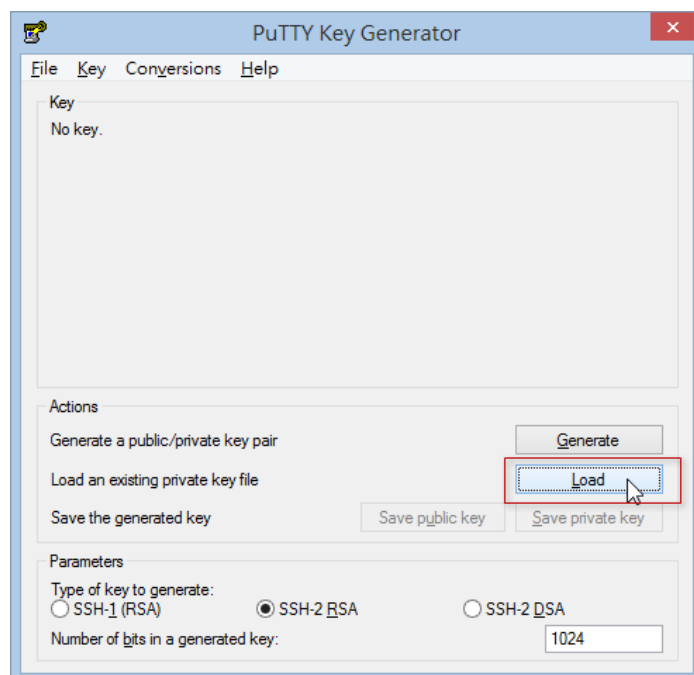 PuTTY Key Generator
File Key Conversions Help
Key
No key.
Actions
Generate a public/private key pair Generate
Load an existing private key file Load
Save the generated key Save public key Save private key
Parameters
Type of key to generate:
SSH-1 (RSA) SSH-2 RSA SSH-2 DSA
Number of bits in a generated key: 1024